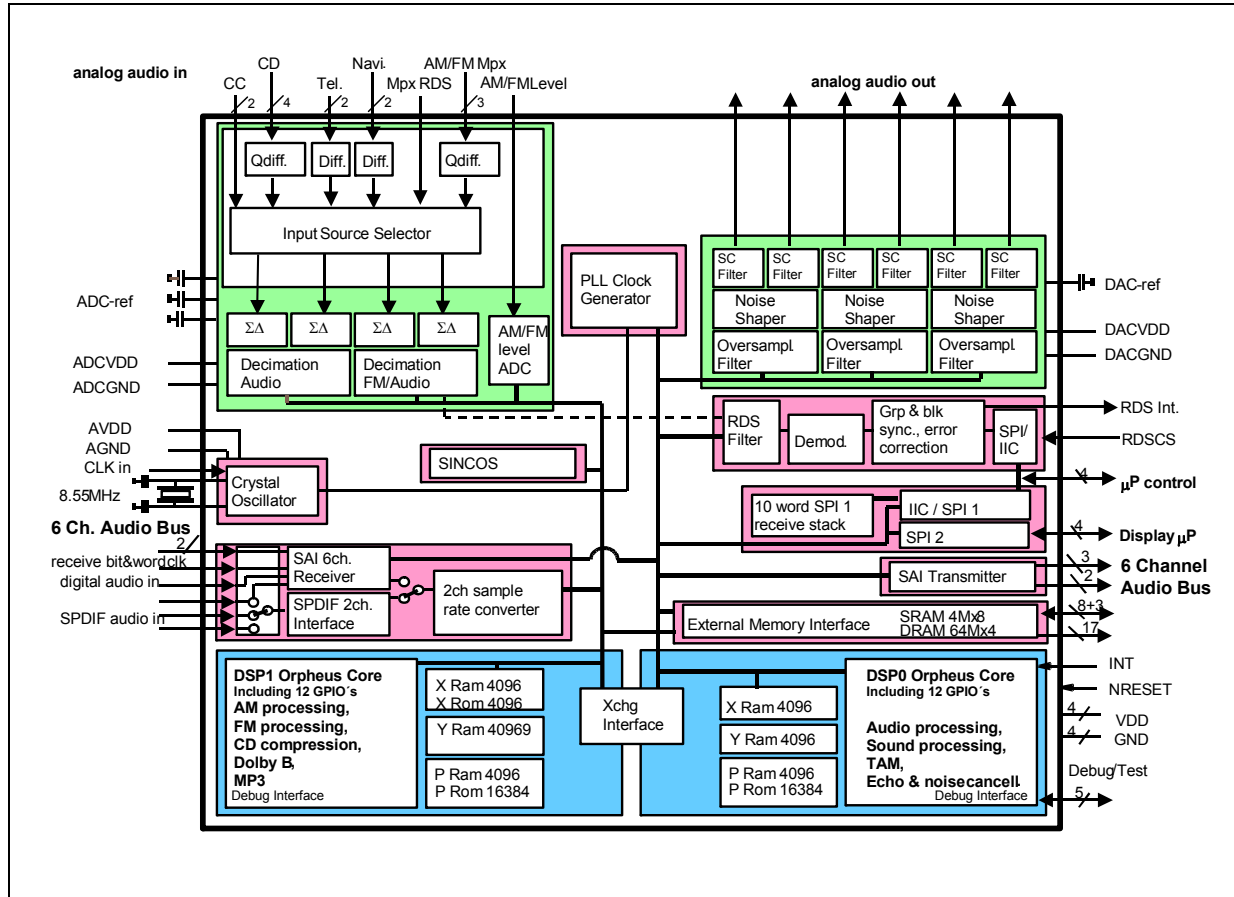 analog audio in
CC
2
CD
4
Tel.
2
Navi.
2
Mpx RDS
AM/FM Mpx
3
AM/FMLevel
analog audio out
Qdiff.
Diff.
Diff.
Qdiff.
Input Source Selector
ΣΔ
ΣΔ
ΣΔ
ΣΔ
AM/FM
level
ADC
Decimation
Audio
Decimation
FM/Audio
ADC-ref
ADCVDD
ADCGND
PLL Clock
Generator
SC
Filter
SC
Filter
SC
Filter
SC
Filter
SC
Filter
SC
Filter
Noise
Shaper
Noise
Shaper
Noise
Shaper
Oversampl.
Filter
Oversampl.
Filter
Oversampl.
Filter
DAC-ref
DACVDD
DACGND
AVDD
AGND
CLK in
8.55MHz
Crystal
Oscillator
SINCOS
RDS
Filter
Demod.
Grp & blk
sync., error
correction
SPI/
IIC
RDS Int.
RDSCS
4
µP control
10 word SPI 1
receive stack
IIC / SPI 1
SPI 2
4
Display µP
6 Ch. Audio Bus
2
receive bit&wordclk
digital audio in
SPDIF audio in
SAI 6ch.
Receiver
SPDIF 2ch.
Interface
2ch sample
rate converter
SAI Transmitter
3
6 Channel
2
Audio Bus
External Memory Interface
SRAM 4Mx8
DRAM 64Mx4
8+3
17
DSP1 Orpheus Core
Including 12 GPIO´s
AM processing,
FM processing,
CD compression,
Dolby B,
MP3
Debug Interface
X Ram 4096
X Rom 4096
Y Ram 40969
P Ram 4096
P Rom 16384
Xchg
Interface
X Ram 4096
Y Ram 4096
P Ram 4096
P Rom 16384
DSP0 Orpheus Core
Including 12 GPIO´s
Audio processing,
Sound processing,
TAM,
Echo & noisecancell.
Debug Interface
INT
NRESET
4
VDD
4
GND
Debug/Test
5